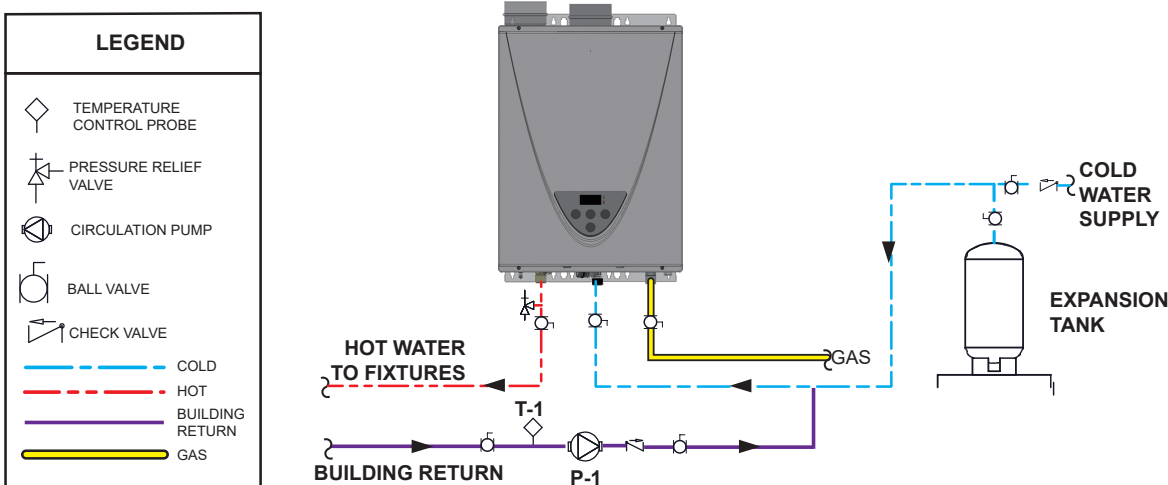 LEGEND
TEMPERATURE
CONTROL PROBE
PRESSURE RELIEF
VALVE
CIRCULATION PUMP
BALL VALVE
CHECK VALVE
COLD
HOT
BUILDING
RETURN
GAS
COLD
WATER
SUPPLY
EXPANSION
TANK
GAS
HOT WATER
TO FIXTURES
T-1
BUILDING RETURN
P-1